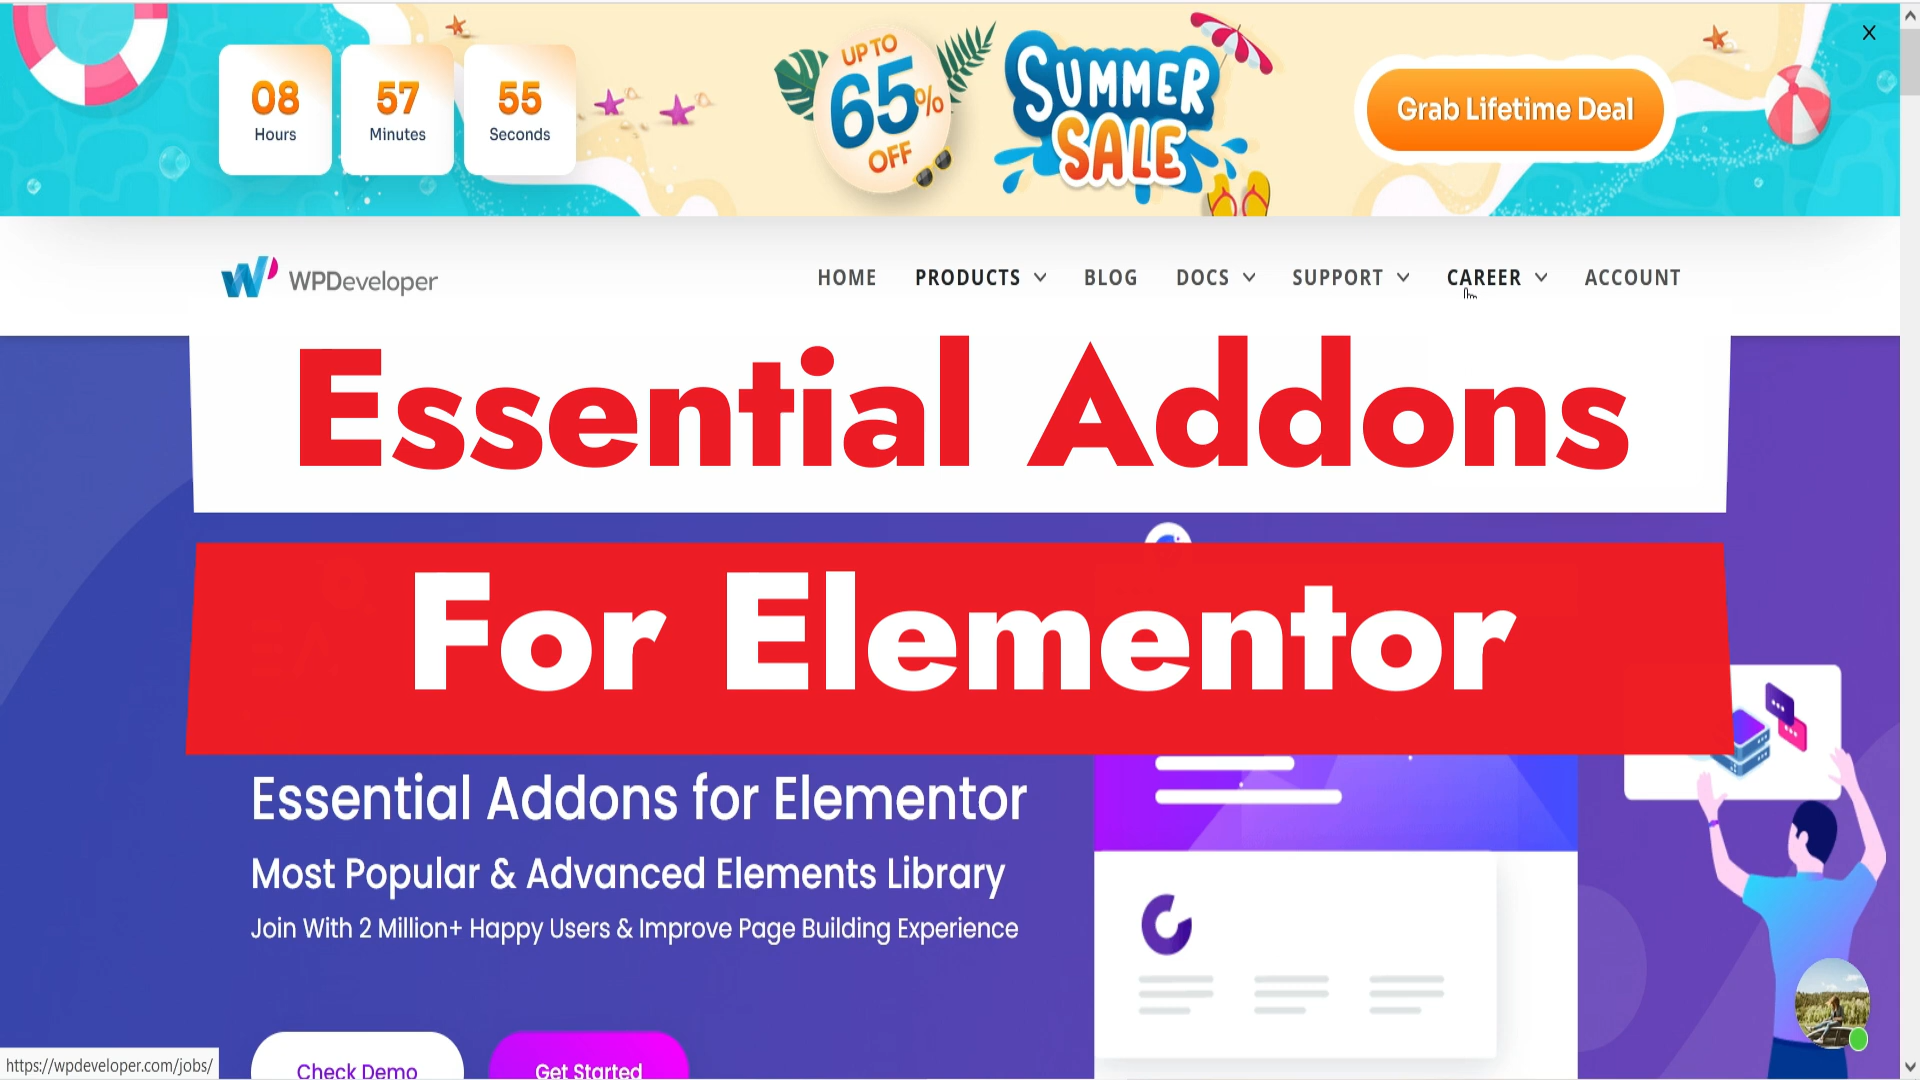 08
Hours
57
Minutes
55
Seconds
UP TO
65%
OFF
SUMMER
SALE
Grab Lifetime Deal
X
WPDeveloper
HOME PRODUCTS BLOG DOCS SUPPORT CAREER ACCOUNT
Essential Addons
For Elementor
Essential Addons for Elementor
Most Popular & Advanced Elements Library
Join With 2 Million+ Happy Users & Improve Page Building Experience
Check Demo
Get Started
https://wpdeveloper.com/jobs/